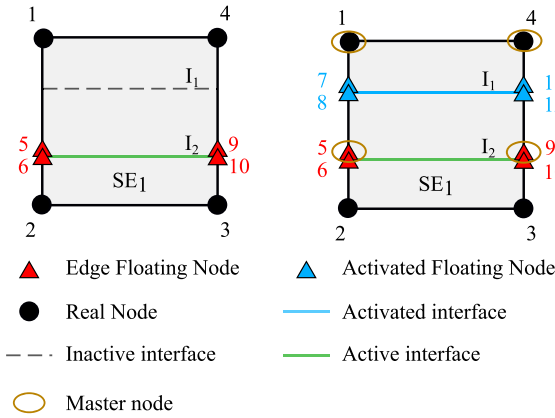 1 4 1 4
I1 7 I1 1
8 1
5 I2 9 5 I2 9
6 10 6 1
SE1 SE1
2 3 2 3
Edge Floating Node Activated Floating Node
Real Node Activated interface
Inactive interface Active interface
Master node